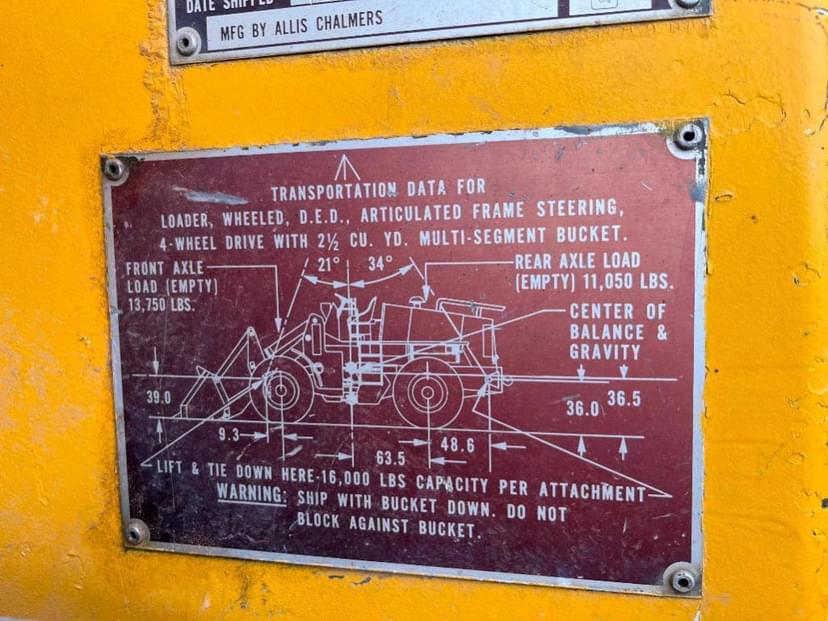 DATE SHIPPED
MFG BY ALLIS CHALMERS
TRANSPORTATION DATA FOR
LOADER, WHEELED, D.E.D., ARTICULATED FRAME STEERING,
4-WHEEL DRIVE WITH 2½ CU. YD. MULTI-SEGMENT BUCKET.
FRONT AXLE
LOAD (EMPTY)
13,750 LBS.
21° 34°
REAR AXLE LOAD
(EMPTY) 11,050 LBS.
CENTER OF
BALANCE &
GRAVITY
39.0
36.0
36.5
9.3
63.5
48.6
LIFT & TIE DOWN HERE-16,000 LBS CAPACITY PER ATTACHMENT
WARNING: SHIP WITH BUCKET DOWN. DO NOT
BLOCK AGAINST BUCKET.